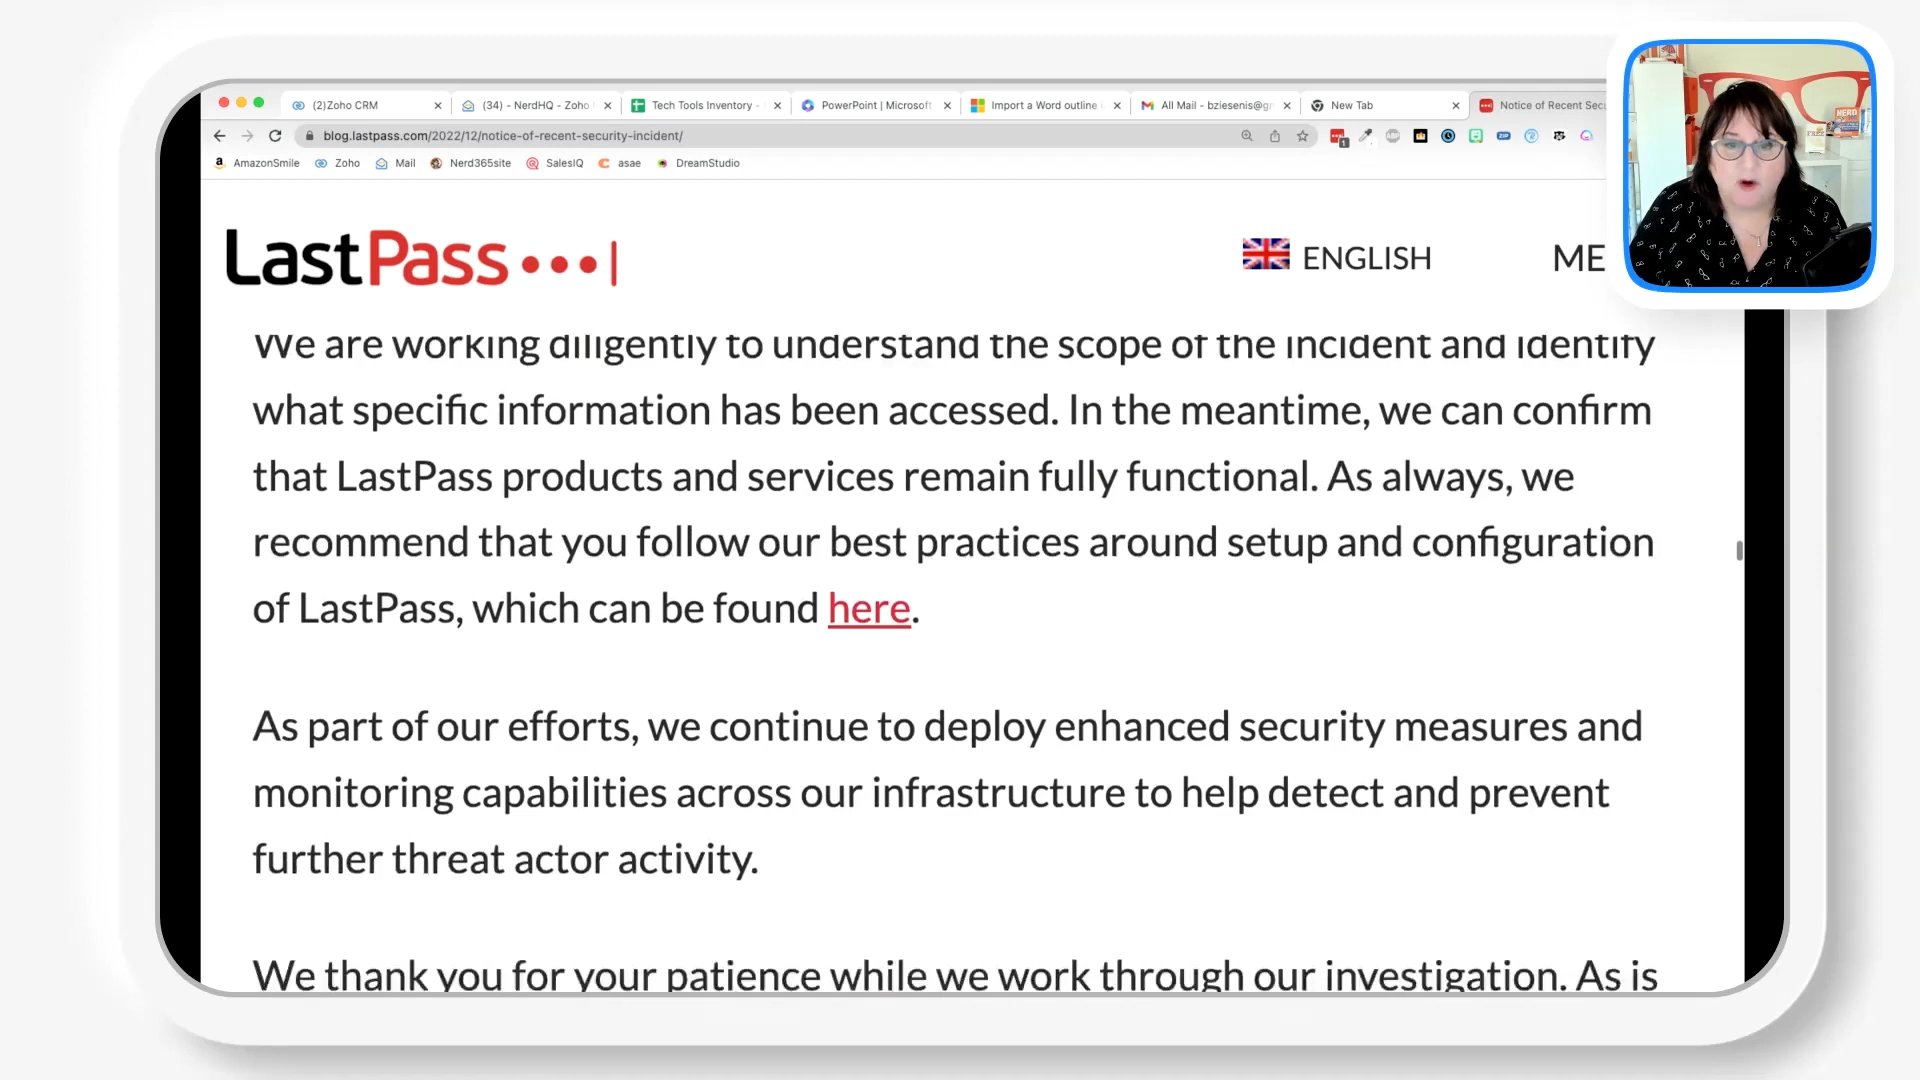 (2)Zoho CRM
(34) - NerdHQ - Zoho
Tech Tools Inventory -
PowerPoint | Microsoft
Import a Word outline
All Mail - bziesenis@g
New Tab
Notice of Recent Secu
blog.lastpass.com/2022/12/notice-of-recent-security-incident/
AmazonSmile
Zoho
Mail
Nerd365site
SalesIQ
asae
DreamStudio
LastPass
ENGLISH
ME
We are working diligently to understand the scope of the incident and identify
what specific information has been accessed. In the meantime, we can confirm
that LastPass products and services remain fully functional. As always, we
recommend that you follow our best practices around setup and configuration
of LastPass, which can be found here.
As part of our efforts, we continue to deploy enhanced security measures and
monitoring capabilities across our infrastructure to help detect and prevent
further threat actor activity.
We thank you for your patience while we work through our investigation. As is